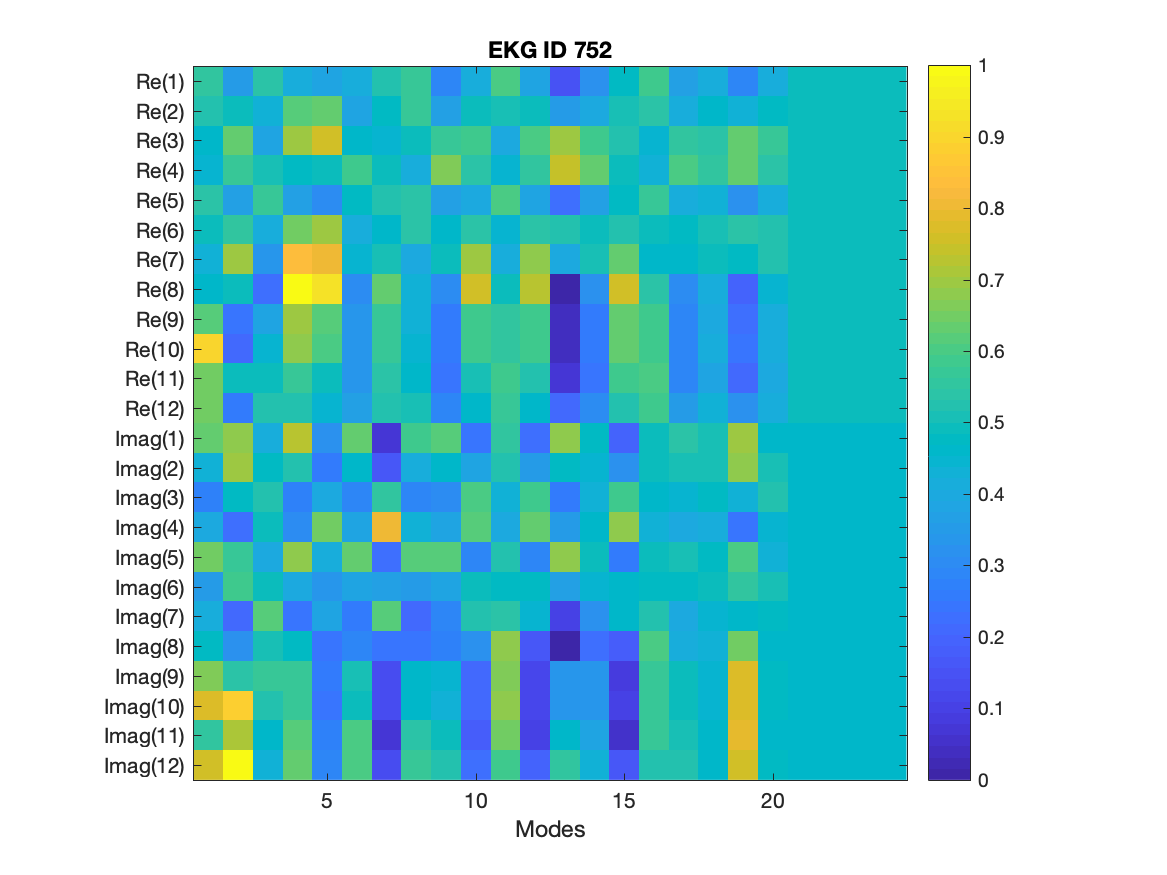 EKG ID 752
Re(1)
Re(2)
Re(3)
Re(4)
Re(5)
Re(6)
Re(7)
Re(8)
Re(9)
Re(10)
Re(11)
Re(12)
Imag(1)
Imag(2)
Imag(3)
Imag(4)
Imag(5)
Imag(6)
Imag(7)
Imag(8)
Imag(9)
Imag(10)
Imag(11)
Imag(12)
5 10 15 20
Modes
1
0.9
0.8
0.7
0.6
0.5
0.4
0.3
0.2
0.1
0